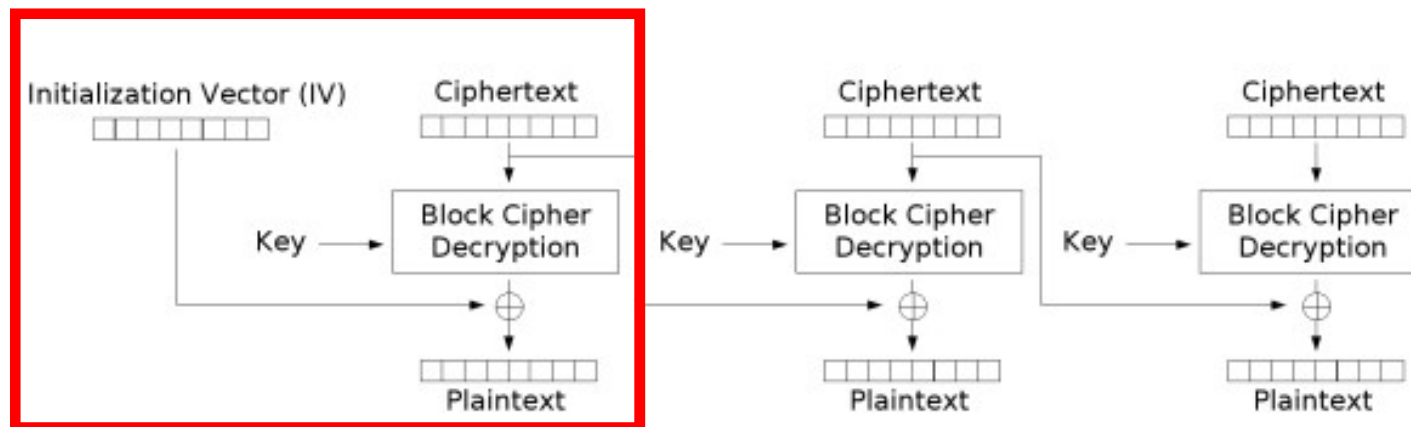 Initialization Vector (IV)
Ciphertext
Ciphertext
Ciphertext
Key
Block Cipher
Decryption
Key
Block Cipher
Decryption
Key
Block Cipher
Decryption
Plaintext
Plaintext
Plaintext